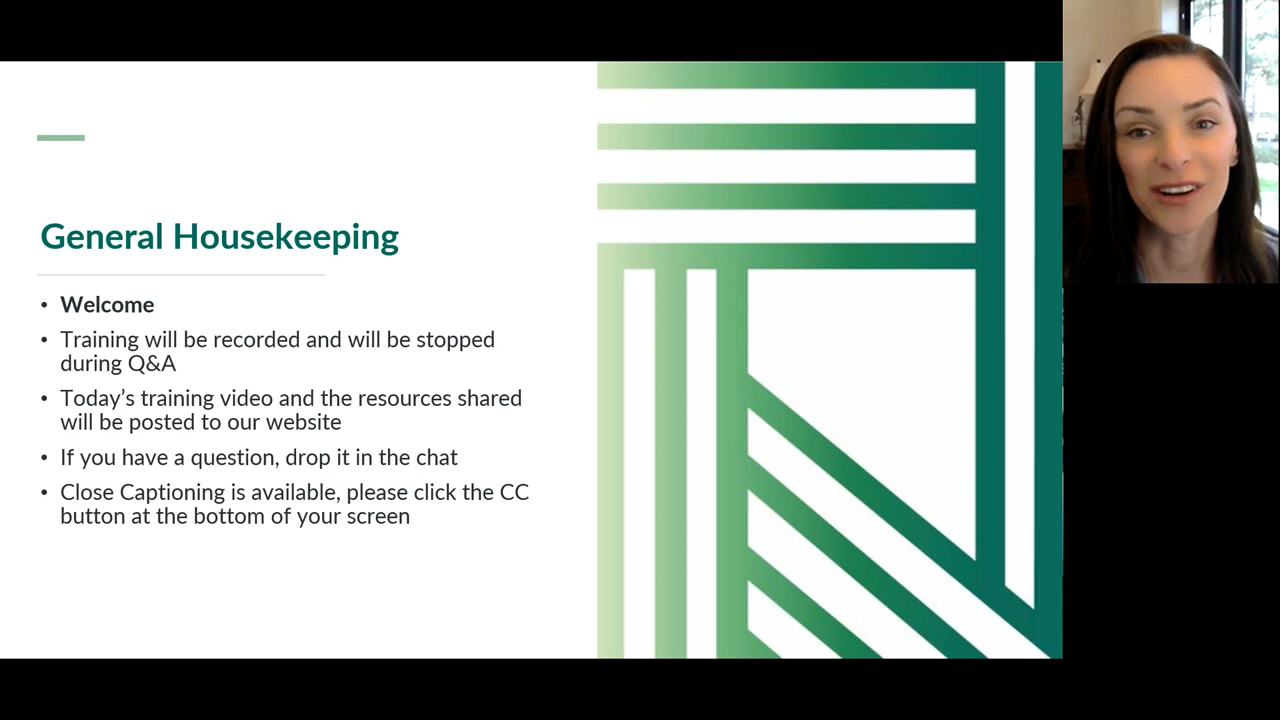 General Housekeeping
• Welcome
• Training will be recorded and will be stopped
during Q&A
• Today’s training video and the resources shared
will be posted to our website
• If you have a question, drop it in the chat
• Close Captioning is available, please click the CC
button at the bottom of your screen